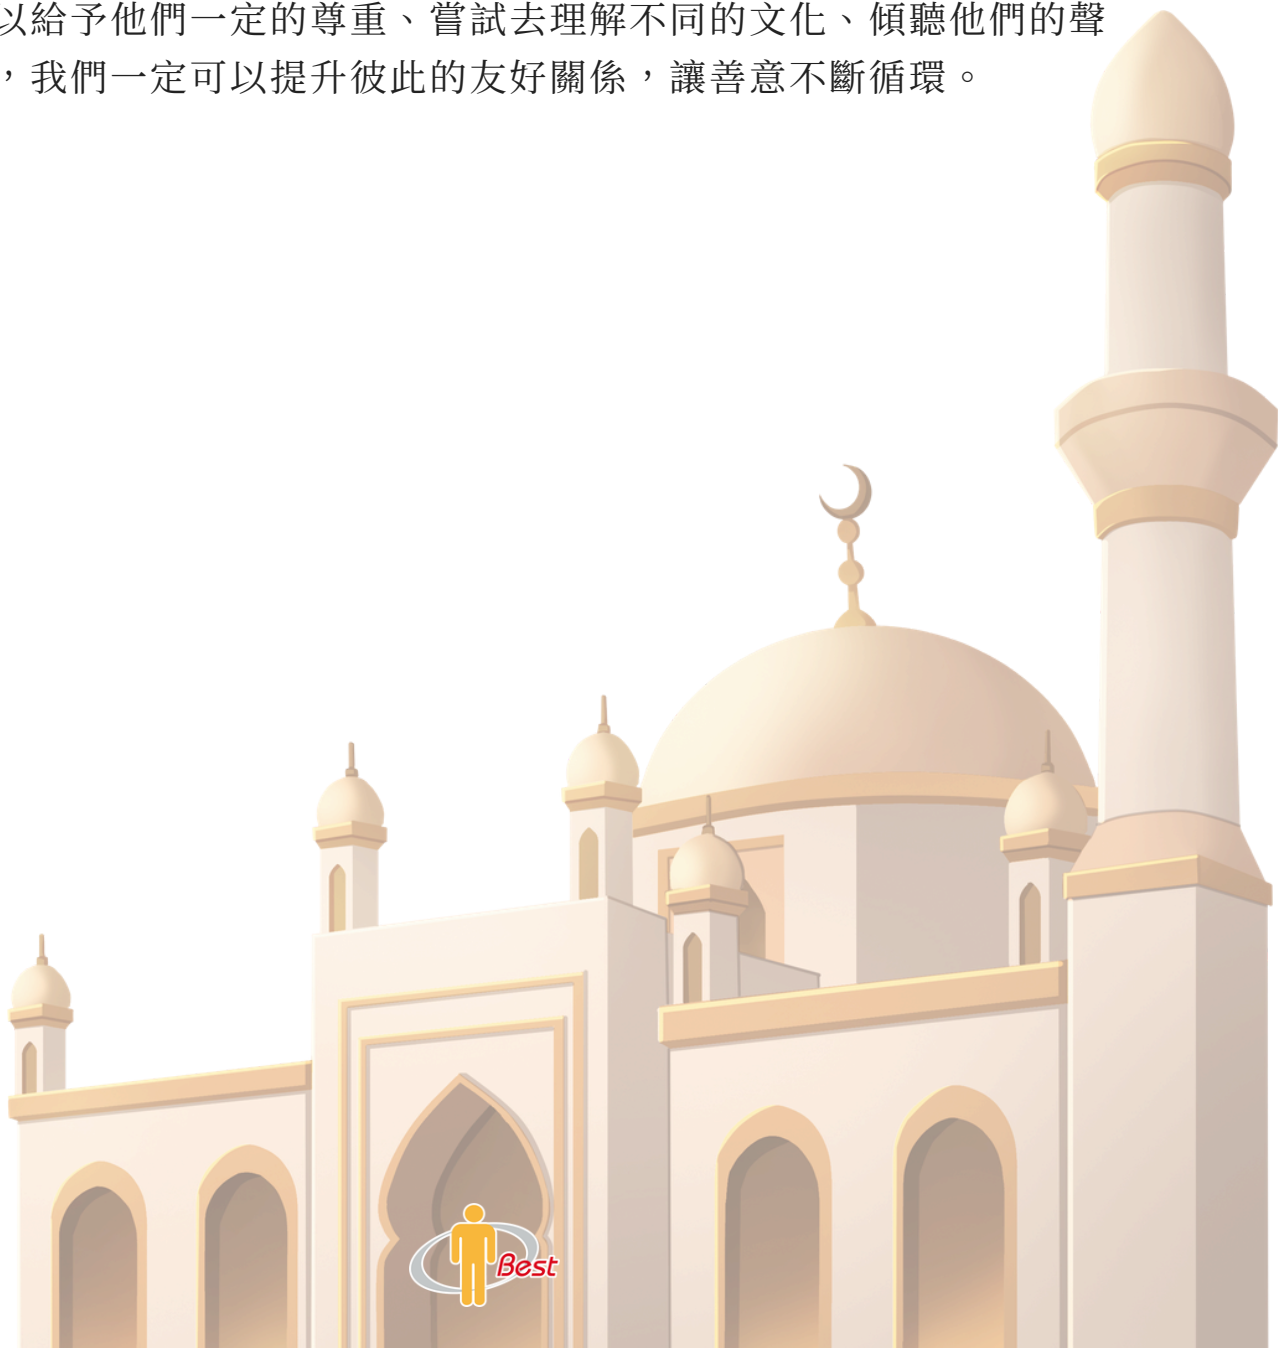 以給予他們一定的尊重、嘗試去理解不同的文化、傾聽他們的聲
，我們一定可以提升彼此的友好關係，讓善意不斷循環。
Best